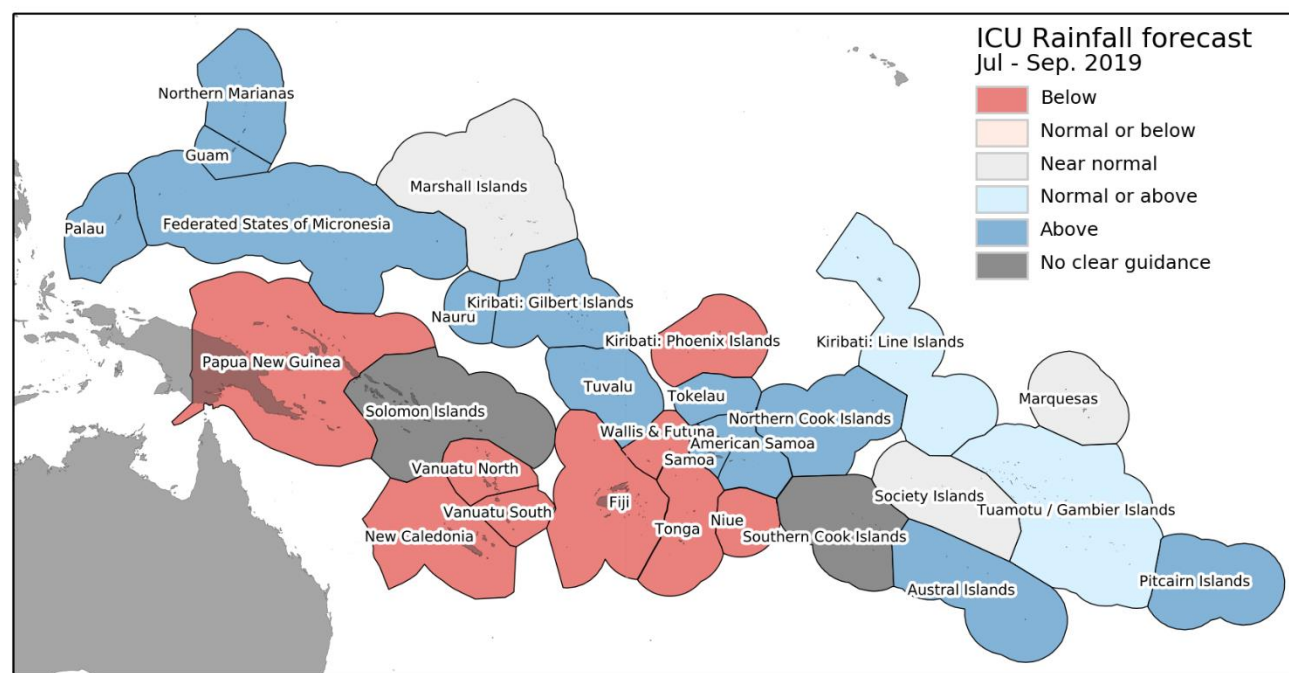 ICU Rainfall forecast
Jul - Sep. 2019
Below
Normal or below
Near normal
Normal or above
Above
No clear guidance
Northern Marianas
Guam
Marshall Islands
Palau
Federated States of Micronesia
Nauru
Kiribati: Gilbert Islands
Kiribati: Phoenix Islands
Kiribati: Line Islands
Papua New Guinea
Tuvalu
Tokelau
Marquesas
Solomon Islands
Northern Cook Islands
Wallis & Futuna
American Samoa
Samoa
Vanuatu North
Society Islands
Fiji
Tuamotu / Gambier Islands
Vanuatu South
Niue
Tonga
New Caledonia
Southern Cook Islands
Pitcairn Islands
Austral Islands